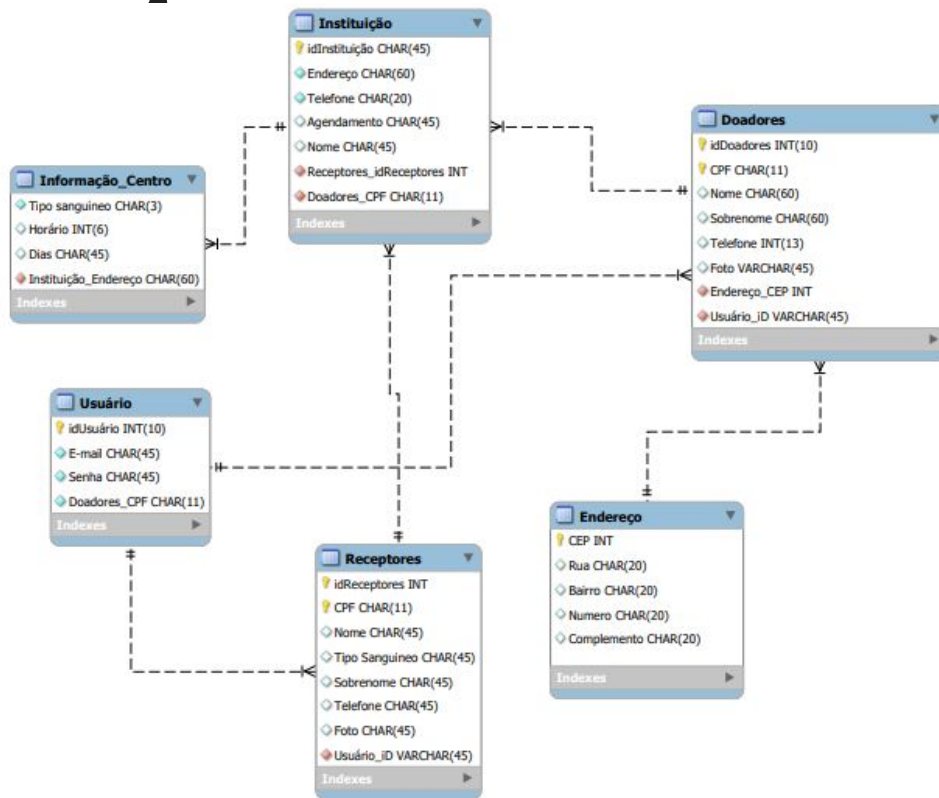 Instituição
idInstituição CHAR(45)
Endereço CHAR(60)
Telefone CHAR(20)
Agendamento CHAR(45)
Nome CHAR(45)
Receptores_idReceptores INT
Doadores_CPF CHAR(11)
Indexes
Doadores
idDoadores INT(10)
CPF CHAR(11)
Nome CHAR(60)
Sobrenome CHAR(60)
Telefone INT(13)
Foto VARCHAR(45)
Endereço_CEP INT
Usuário_iD VARCHAR(45)
Indexes
Informação_Centro
Tipo sanguineo CHAR(3)
Horário INT(6)
Dias CHAR(45)
Instituição_Endereço CHAR(60)
Indexes
Usuário
idUsuário INT(10)
E-mail CHAR(45)
Senha CHAR(45)
Doadores_CPF CHAR(11)
Indexes
Receptores
idReceptores INT
CPF CHAR(11)
Nome CHAR(45)
Tipo Sanguineo CHAR(45)
Sobrenome CHAR(45)
Telefone CHAR(45)
Foto CHAR(45)
Usuário_iD VARCHAR(45)
Indexes
Endereço
CEP INT
Rua CHAR(20)
Bairro CHAR(20)
Numero CHAR(20)
Complemento CHAR(20)
Indexes